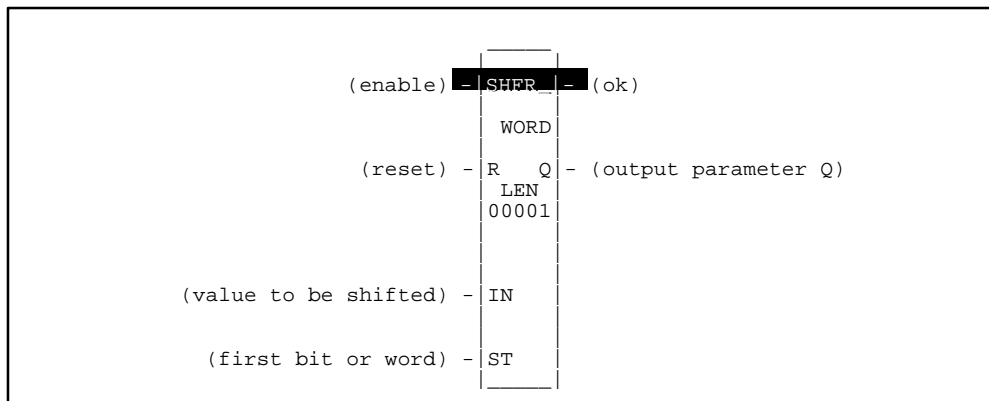 (enable) -|SHFR_|- (ok)
WORD
(reset) -|R Q|- (output parameter Q)
LEN
00001
(value to be shifted) -|IN
(first bit or word) -|ST